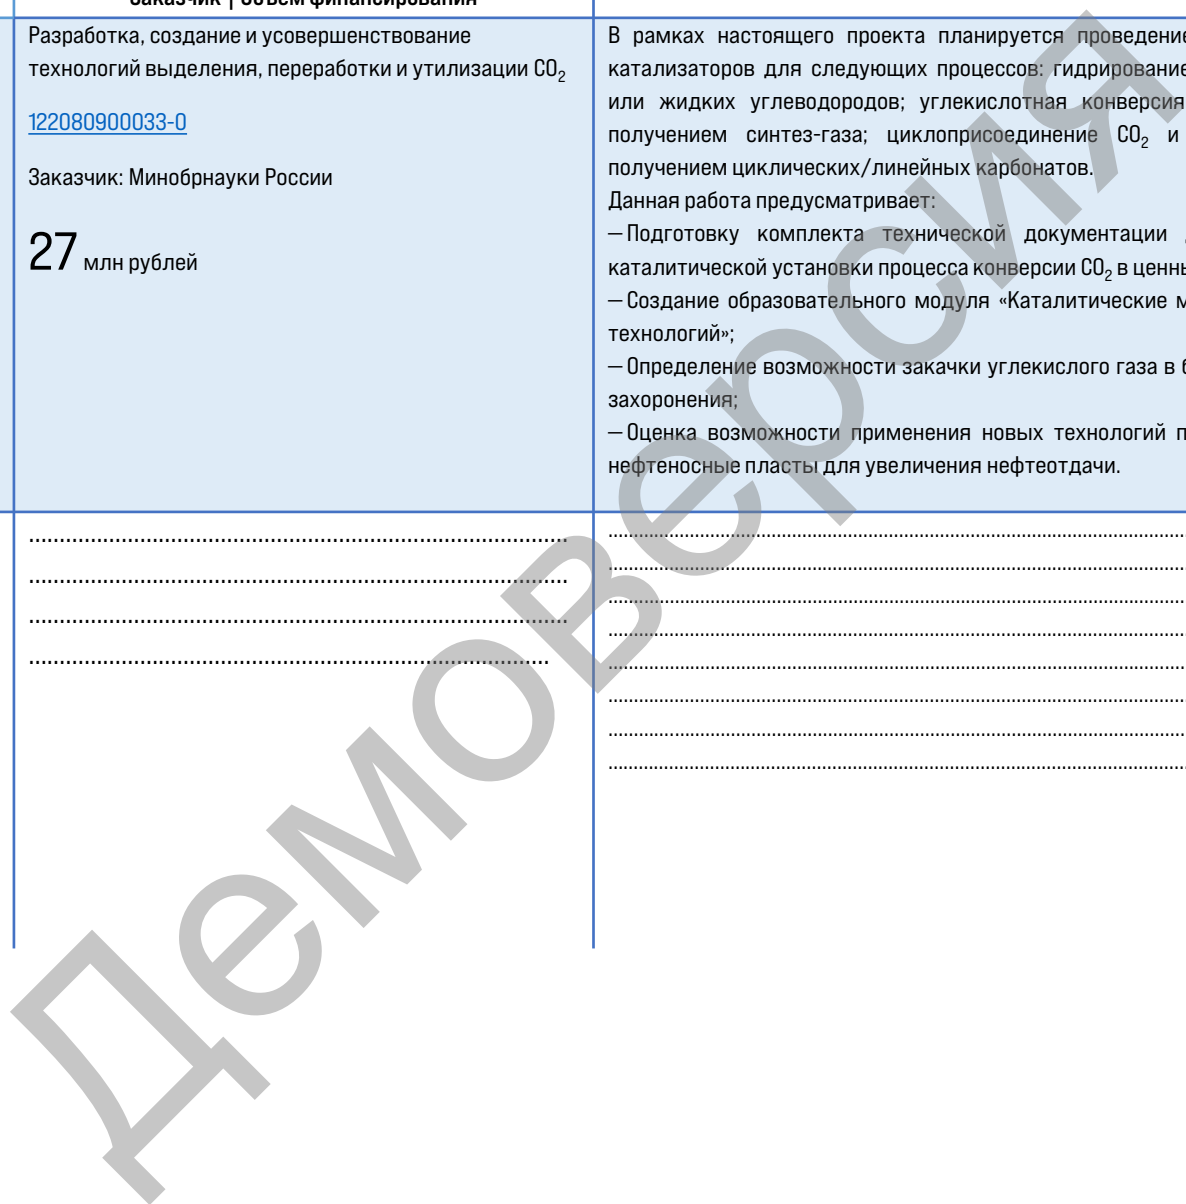 Заказчик | Объем финансирования
Разработка, создание и усовершенствование
технологий выделения, переработки и утилизации CO₂
122080900033-0
Заказчик: Минобрнауки России
27 млн рублей
В рамках настоящего проекта планируется проведение
катализаторов для следующих процессов: гидрирование
или жидких углеводородов; углекислотная конверсия
получением синтез-газа; циклоприсоединение CO₂ и
получением циклических/линейных карбонатов.
Данная работа предусматривает:
— Подготовку комплекта технической документации
каталитической установки процесса конверсии CO₂ в ценны
— Создание образовательного модуля «Каталитические м
технологий»;
— Определение возможности закачки углекислого газа в
захоронения;
— Оценка возможности применения новых технологий п
нефтеносные пласты для увеличения нефтеотдачи.
Демоверсия